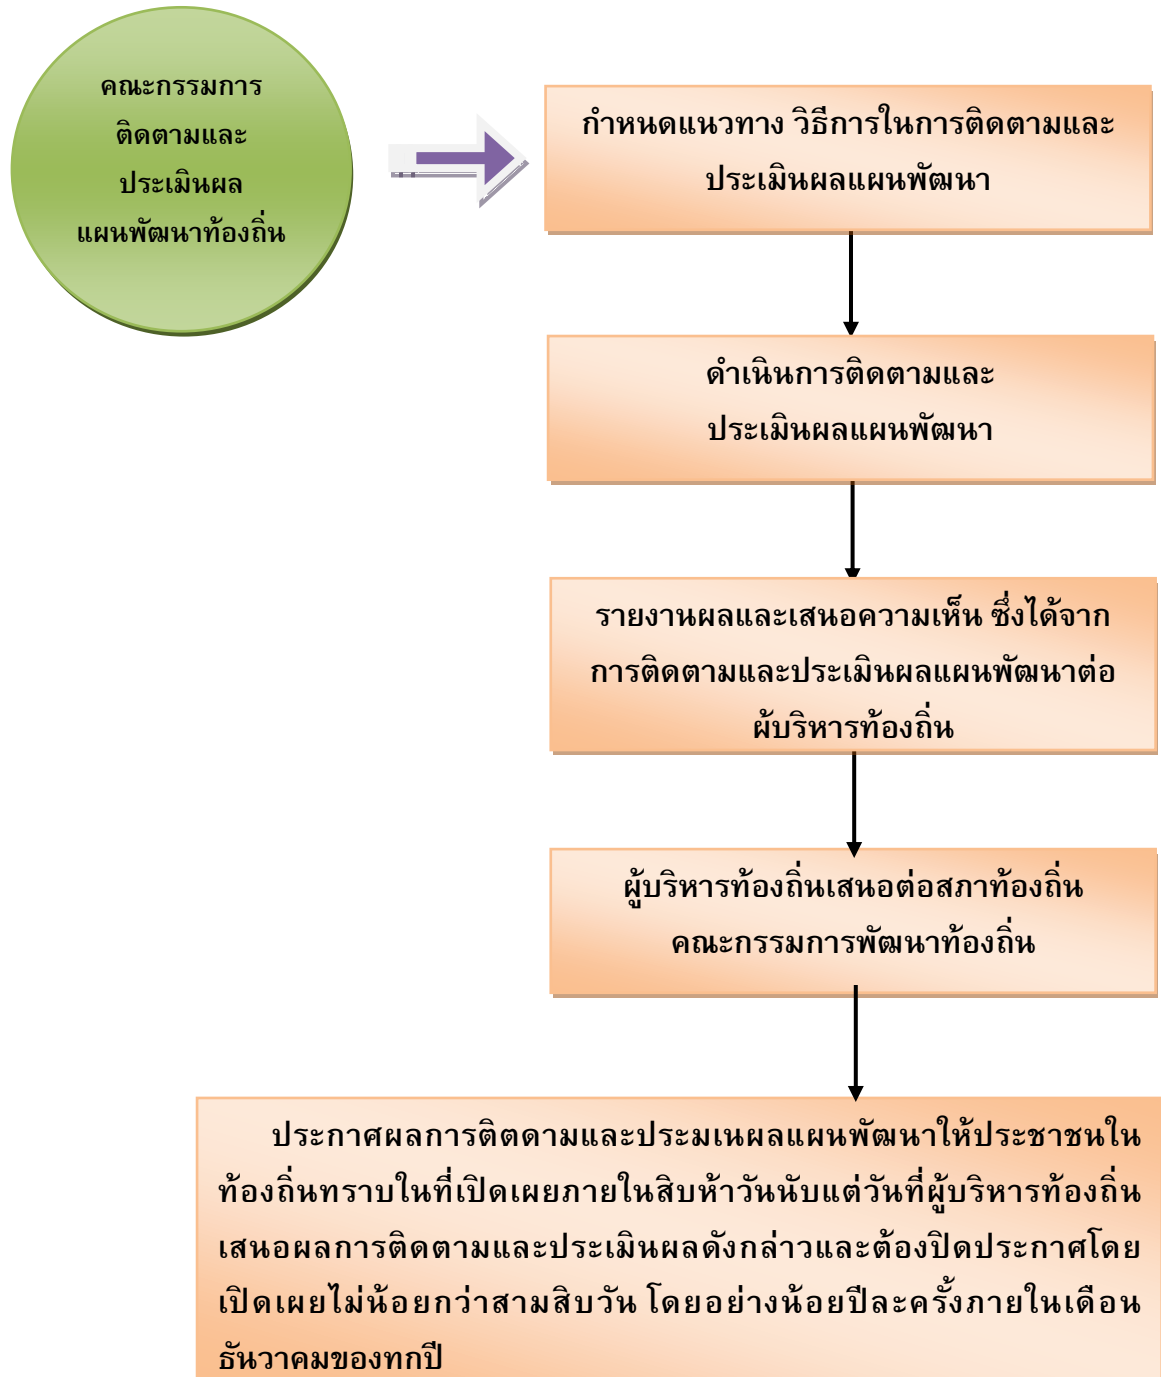 คณะกรรมการ
ติดตามและ
ประเมินผล
แผนพัฒนาท้องถิ่น
กำหนดแนวทาง วิธีการในการติดตามและ
ประเมินผลแผนพัฒนา
ดำเนินการติดตามและ
ประเมินผลแผนพัฒนา
รายงานผลและเสนอความเห็น ซึ่งได้จาก
การติดตามและประเมินผลแผนพัฒนาต่อ
ผู้บริหารท้องถิ่น
ผู้บริหารท้องถิ่นเสนอต่อสภาท้องถิ่น
คณะกรรมการพัฒนาท้องถิ่น
ประกาศผลการติตดามและประมเนผลแผนพัฒนาให้ประชาชนใน
ท้องถิ่นทราบในที่เปิดเผยภายในสิบห้าวันนับแต่วันที่ผู้บริหารท้องถิ่น
เสนอผลการติดตามและประเมินผลดังกล่าวและต้องปิดประกาศโดย
เปิดเผยไม่น้อยกว่าสามสิบวัน โดยอย่างน้อยปีละครั้งภายในเดือน
ธันวาคมของทุกปี